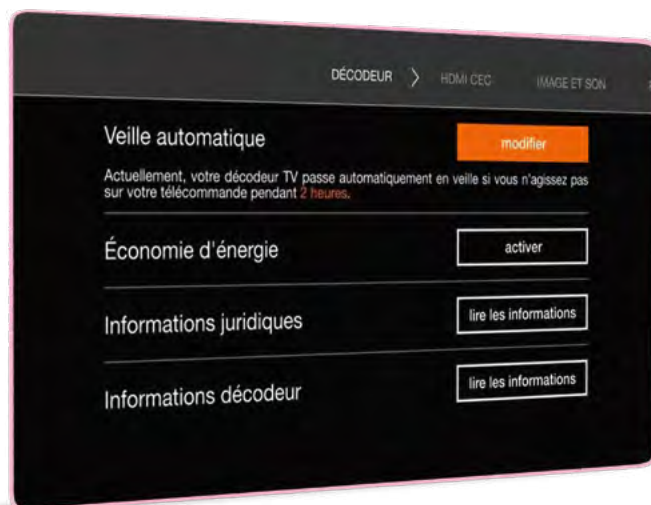 DÉCODEUR > HDMI CEC IMAGE ET SON
Veille automatique modifier
Actuellement, votre décodeur TV passe automatiquement en veille si vous n'agissez pas
sur votre télécommande pendant 2 heures.
Économie d'énergie activer
Informations juridiques lire les informations
Informations décodeur lire les informations